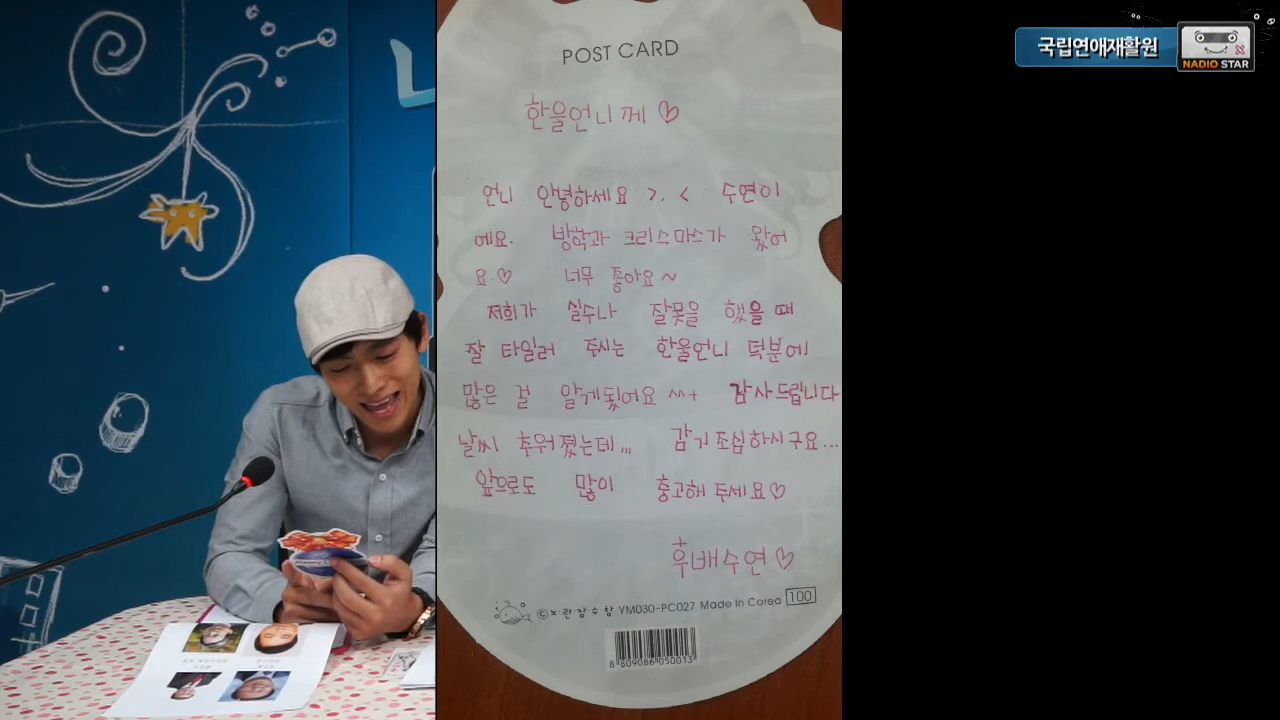 국립연애재활원
NADIO STAR
POST CARD
한울언니께 ♡
언니 안녕하세요 >.< 수연이
에요. 방학과 크리스마스가 왔어
요♡ 너무 좋아요~
저희가 실수나 잘못을 했을 때
잘 타일러 주시는 한울언니 덕분에
많은 걸 알게됬어요 ^^+ 감사드립니다
날씨 추워졌는데,,, 감기조심하시구요...
앞으로도 많이 충고해 주세요♡
후배수연♡
©노란잠수함 YM030-PC027 Made in Corea 100
8 809086 050013